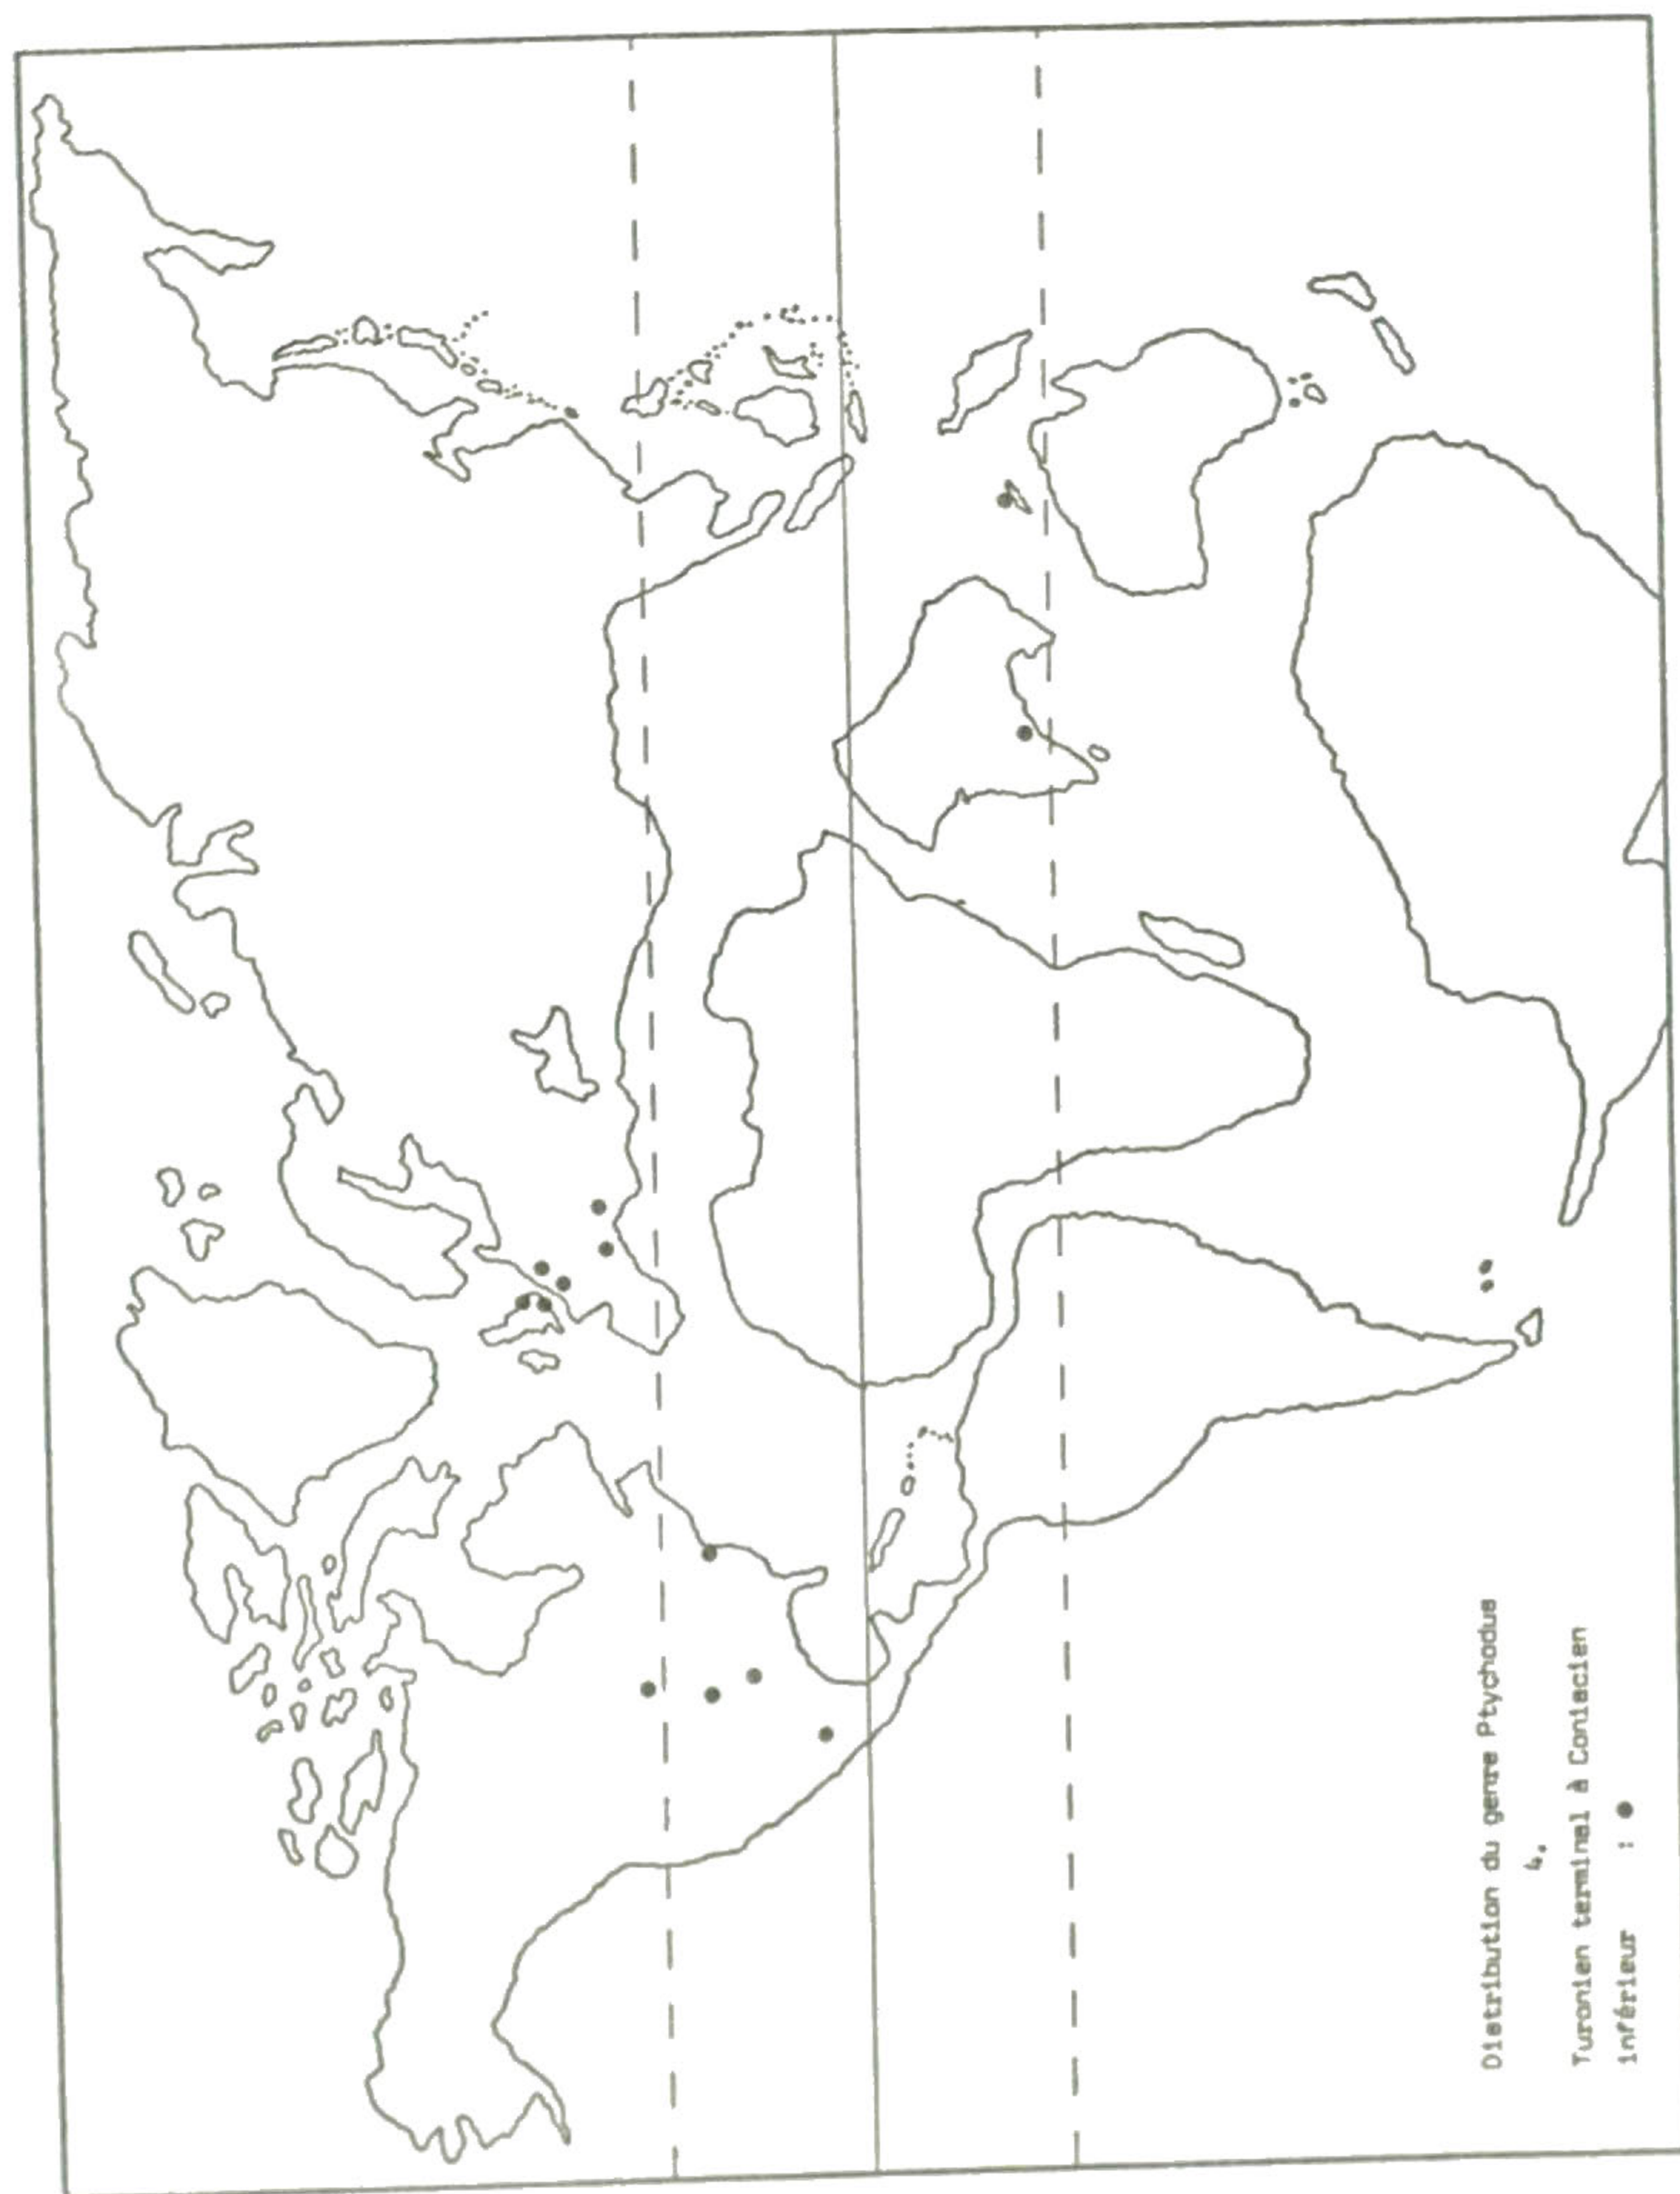 Distribution du genre Ptychodus
4.
Turonien terminal à Coniacien
inférieur : ●